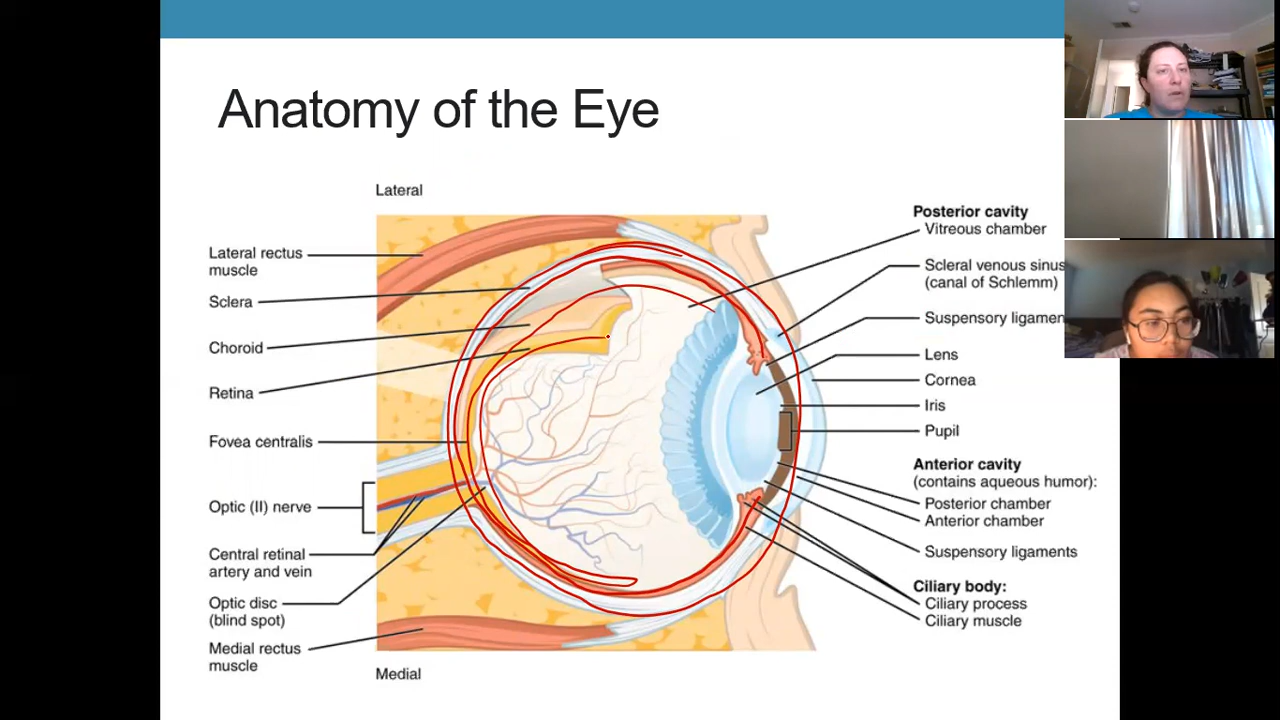 Anatomy of the Eye
Lateral
Lateral rectus
muscle
Sclera
Choroid
Retina
Fovea centralis
Optic (II) nerve
Central retinal
artery and vein
Optic disc
(blind spot)
Medial rectus
muscle
Medial
Posterior cavity
Vitreous chamber
Scleral venous sinus
(canal of Schlemm)
Suspensory ligamen
Lens
Cornea
Iris
Pupil
Anterior cavity
(contains aqueous humor):
Posterior chamber
Anterior chamber
Suspensory ligaments
Ciliary body:
Ciliary process
Ciliary muscle